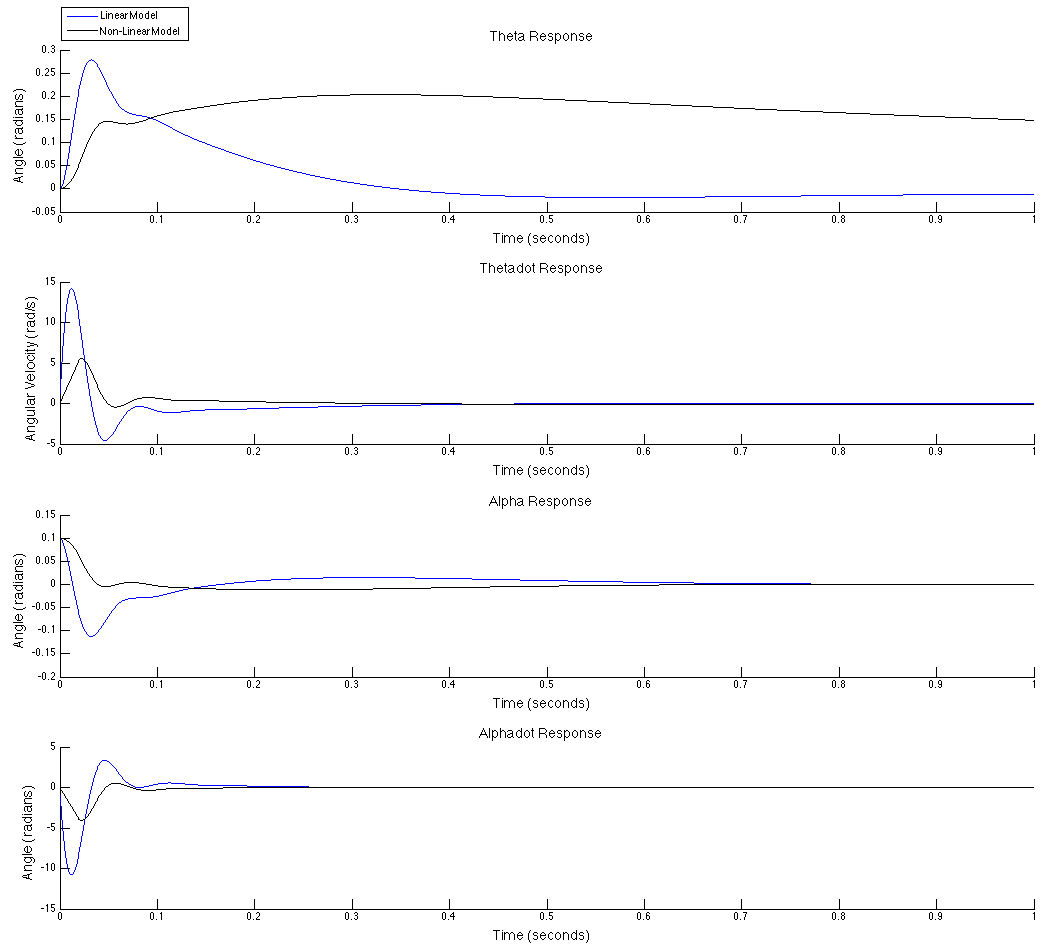 LinearModel
Non-LinearModel
Theta Response
0.3
0.25
0.2
0.15
0.1
0.05
0
-0.05
Angle (radians)
0 0.1 0.2 0.3 0.4 0.5 0.6 0.7 0.8 0.9 1
Time (seconds)
Thetadot Response
15
10
5
0
-5
Angular Velocity (rad/s)
0 0.1 0.2 0.3 0.4 0.5 0.6 0.7 0.8 0.9 1
Time (seconds)
Alpha Response
0.15
0.1
0.05
0
-0.05
-0.1
-0.15
-0.2
Angle (radians)
0 0.1 0.2 0.3 0.4 0.5 0.6 0.7 0.8 0.9 1
Time (seconds)
Alphadot Response
5
0
-5
-10
-15
Angle (radians)
0 0.1 0.2 0.3 0.4 0.5 0.6 0.7 0.8 0.9 1
Time (seconds)